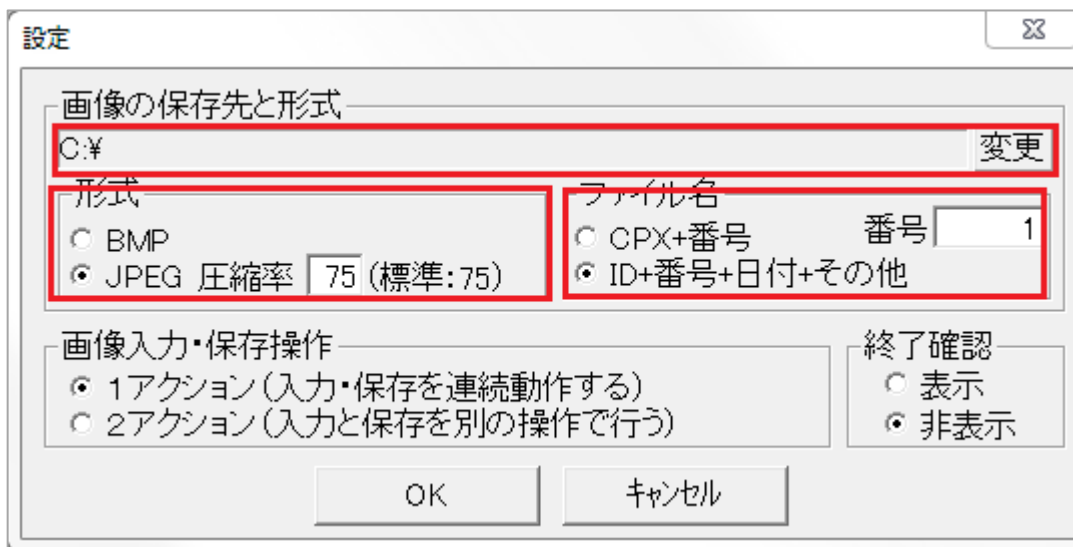 設定
画像の保存先と形式
C:¥ 変更
形式
BMP
JPEG 圧縮率 75 (標準:75)
ファイル名
CPX+番号 番号 1
ID+番号+日付+その他
画像入力・保存操作
1アクション(入力・保存を連続動作する)
2アクション(入力と保存を別の操作で行う)
終了確認
表示
非表示
OK キャンセル